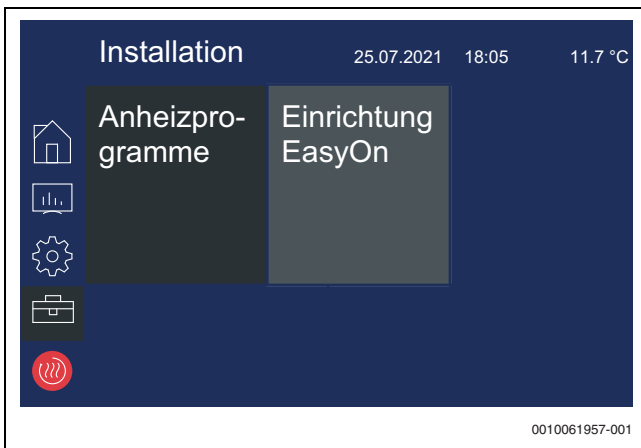 Installation 25.07.2021 18:05 11.7 °C
Anheizpro-
gramme
Einrichtung
EasyOn
0010061957-001